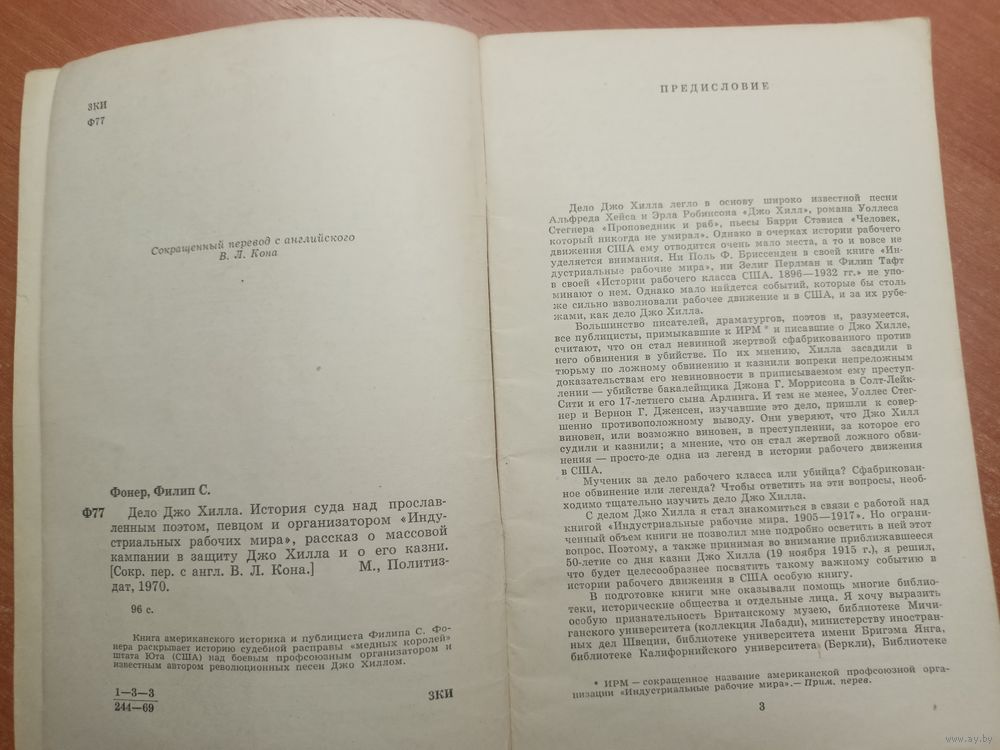 ЗКИ
Ф77
Сокращенный перевод с английского
В. Л. Кона
Фонер, Филип С.
Ф77 Дело Джо Хилла. История суда над прослав-
ленным поэтом, певцом и организатором «Инду-
стриальных рабочих мира», рассказ о массовой
кампании в защиту Джо Хилла и о его казни.
[Сокр. пер. с англ. В. Л. Кона.] М., Политиз-
дат, 1970.
96 с.
Книга американского историка и публициста Филипа С. Фо-
нера раскрывает историю судебной расправы «медных королей»
штата Юта (США) над боевым профсоюзным организатором и
известным автором революционных песен Джо Хиллом.
1—3—3
244—69
ЗКИ
ПРЕДИСЛОВИЕ
Дело Джо Хилла легло в основу широко известной песни
Альфреда Хейса и Эрла Робинсона «Джо Хилл», романа Уоллеса
Стегнера «Проповедник и раб», пьесы Барри Стэвиса «Человек,
который никогда не умирал». Однако в очерках истории рабочего
движения США ему отводится очень мало места, а то и вовсе не
уделяется внимания. Ни Поль Ф. Бриссенден в своей книге «Ин-
дустриальные рабочие мира», ни Зелиг Перлман и Филип Тафт
в своей «Истории рабочего класса США. 1896—1932 гг.» не упо-
минают о нем. Однако мало найдется событий, которые бы столь
же сильно взволновали рабочее движение и в США, и за их рубе-
жами, как дело Джо Хилла.
Большинство писателей, драматургов, поэтов и, разумеется,
все публицисты, примыкавшие к ИРМ * и писавшие о Джо Хилле,
считают, что он стал невинной жертвой сфабрикованного против
него обвинения в убийстве. По их мнению, Хилла засадили в
тюрьму по ложному обвинению и казнили вопреки непреложным
доказательствам его невиновности в приписываемом ему преступ-
лении — убийстве бакалейщика Джона Г. Моррисона в Солт-Лейк-
Сити и его 17-летнего сына Арлинга. И тем не менее, Уоллес Стег-
нер и Вернон Г. Дженсен, изучавшие это дело, пришли к совер-
шенно противоположному выводу. Они уверяют, что Джо Хилл
виновен, или возможно виновен, в преступлении, за которое его
судили и казнили; а мнение, что он стал жертвой ложного обви-
нения — просто-де одна из легенд в истории рабочего движения
в США.
Мученик за дело рабочего класса или убийца? Сфабрикован-
ное обвинение или легенда? Чтобы ответить на эти вопросы, необ-
ходимо тщательно изучить дело Джо Хилла.
С делом Джо Хилла я стал знакомиться в связи с работой над
книгой «Индустриальные рабочие мира. 1905—1917». Но ограни-
ченный объем книги не позволил мне подробно осветить в ней этот
вопрос. Поэтому, а также принимая во внимание приближавшееся
50-летие со дня казни Джо Хилла (19 ноября 1915 г.), я решил,
что будет целесообразнее посвятить такому важному событию в
истории рабочего движения в США особую книгу.
В подготовке книги мне оказывали помощь многие библио-
теки, исторические общества и отдельные лица. Я хочу выразить
особую признательность Британскому музею, библиотеке Мичи-
ганского университета (коллекция Лабади), министерству иностран-
ных дел Швеции, библиотеке университета имени Бригэма Янга,
библиотеке Калифорнийского университета (Беркли), Библиотеке
* ИРМ — сокращенное название американской профсоюзной орга-
низации «Индустриальные рабочие мира».— Прим. перев.
3
www.ay.by